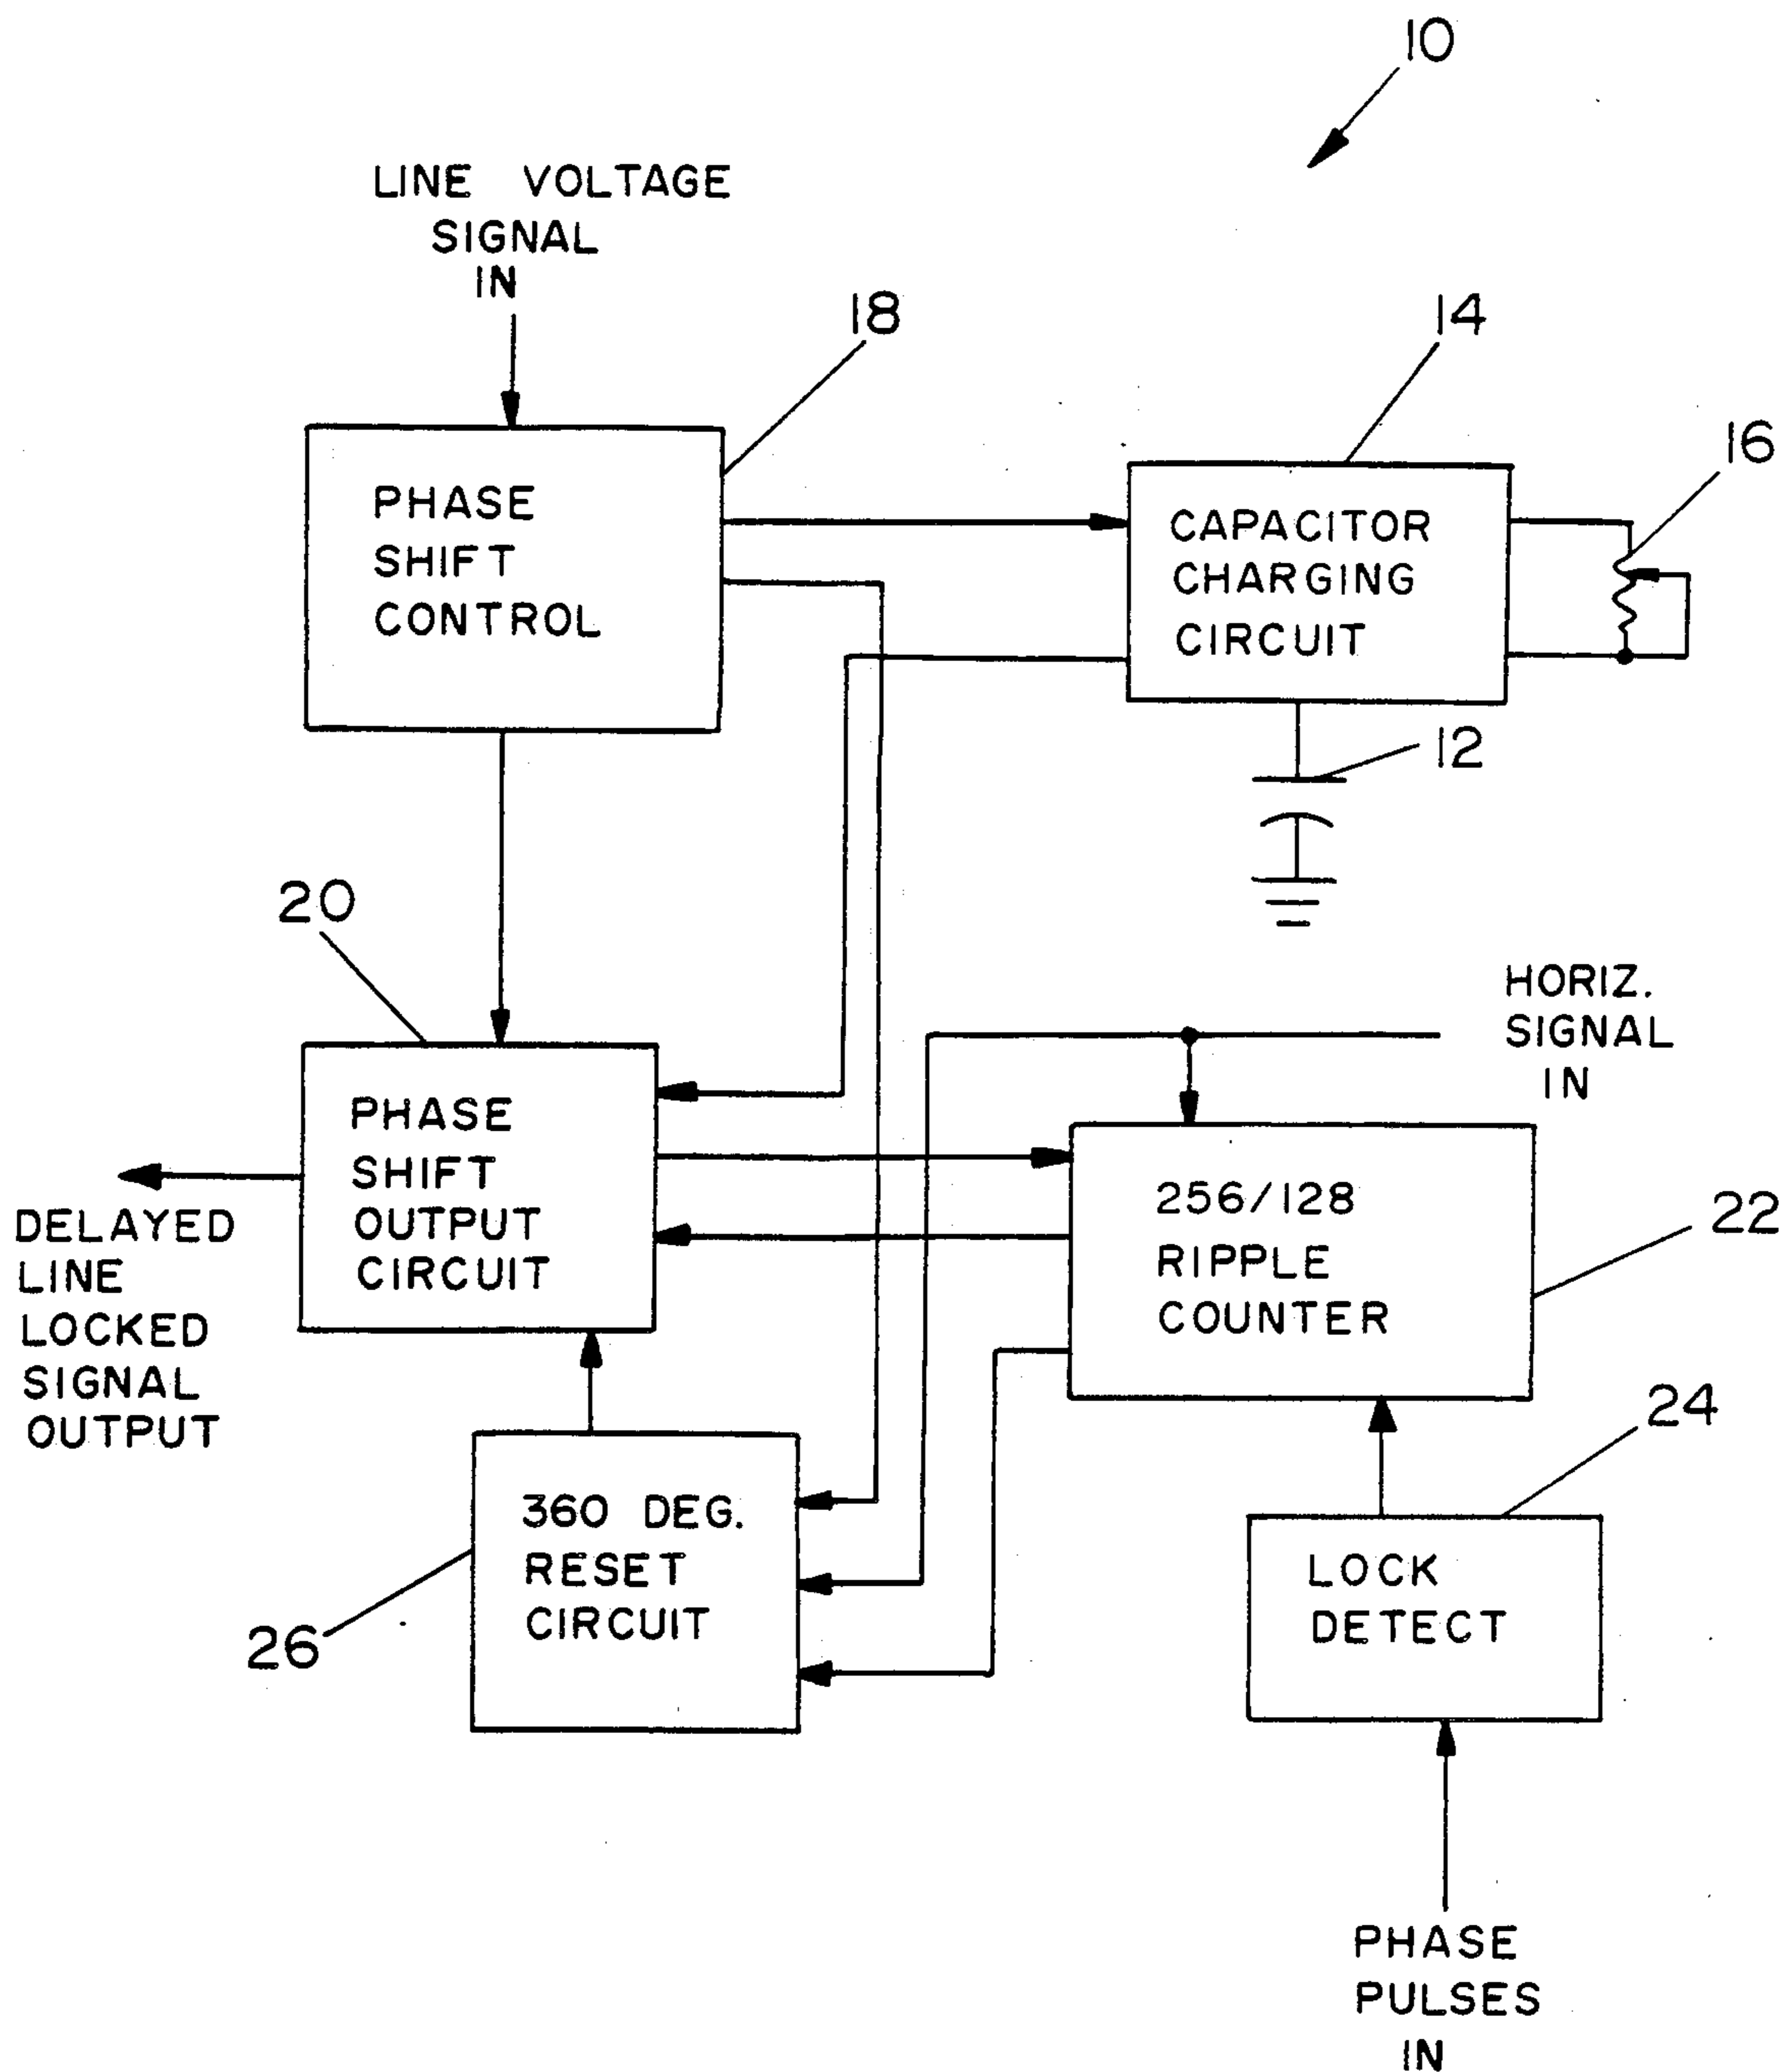 10
LINE VOLTAGE
SIGNAL
IN
18
14
16
PHASE
SHIFT
CONTROL
CAPACITOR
CHARGING
CIRCUIT
12
20
HORIZ.
SIGNAL
IN
PHASE
SHIFT
OUTPUT
CIRCUIT
256/128
RIPPLE
COUNTER
22
DELAYED
LINE
LOCKED
SIGNAL
OUTPUT
24
360 DEG.
RESET
CIRCUIT
26
LOCK
DETECT
PHASE
PULSES
IN